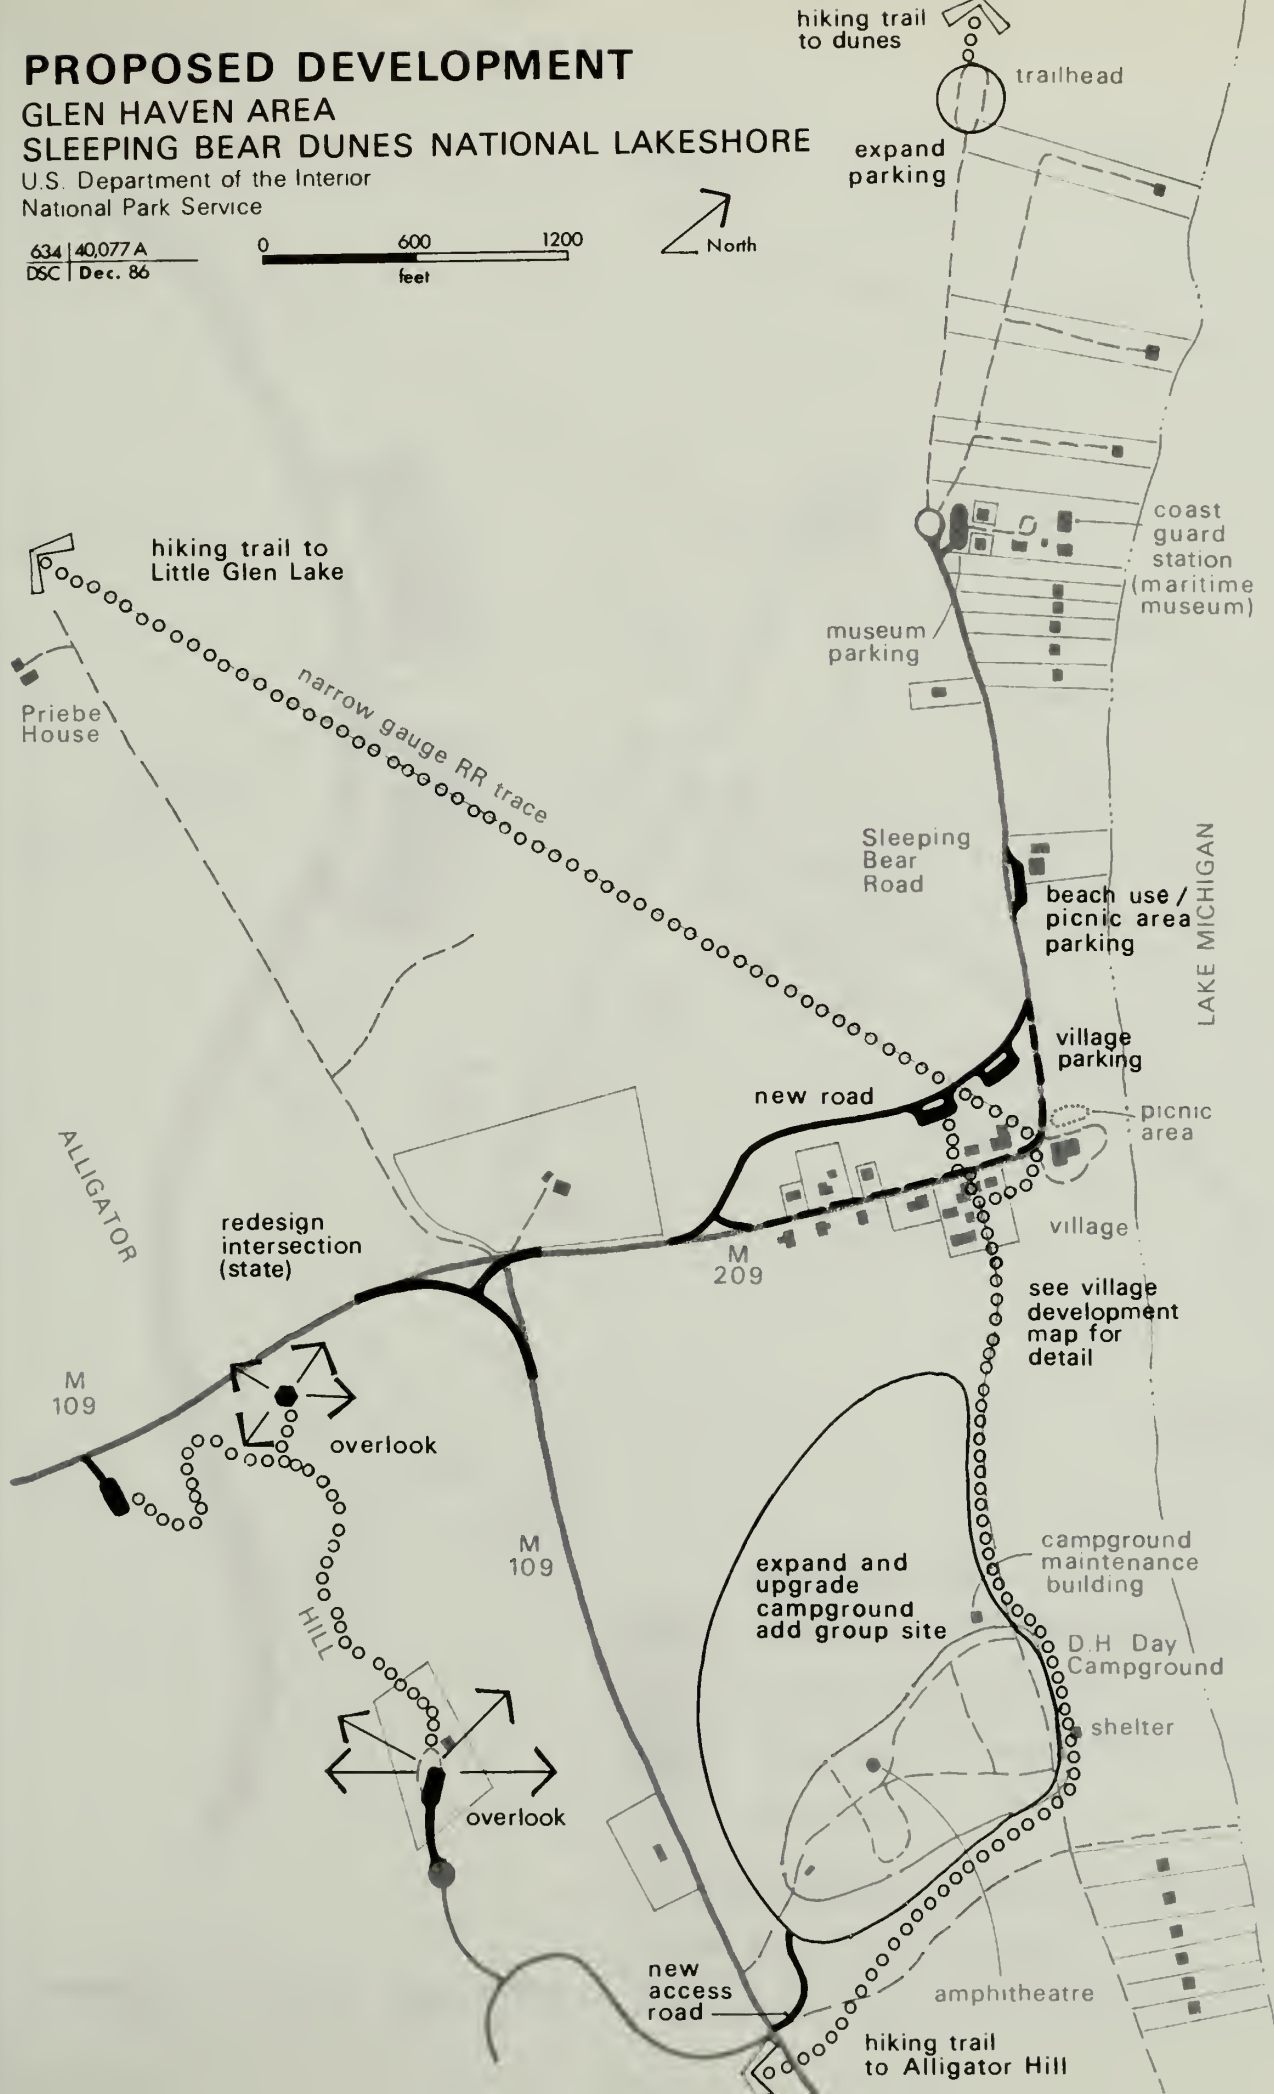 PROPOSED DEVELOPMENT
GLEN HAVEN AREA
SLEEPING BEAR DUNES NATIONAL LAKESHORE
U.S. Department of the Interior
National Park Service
634 | 40,077 A
DSC | Dec. 86
0 600 1200
feet
North
hiking trail
to dunes
trailhead
expand
parking
coast
guard
station
(maritime
museum)
museum
parking
hiking trail to
Little Glen Lake
narrow gauge RR trace
Priebe
House
Sleeping
Bear
Road
beach use /
picnic area
parking
LAKE MICHIGAN
village
parking
new road
picnic
area
village
M
209
see village
development
map for
detail
ALLIGATOR
redesign
intersection
(state)
M
109
overlook
HILL
M
109
expand and
upgrade
campground
add group site
campground
maintenance
building
D.H Day
Campground
shelter
overlook
amphitheatre
new
access
road
hiking trail
to Alligator Hill